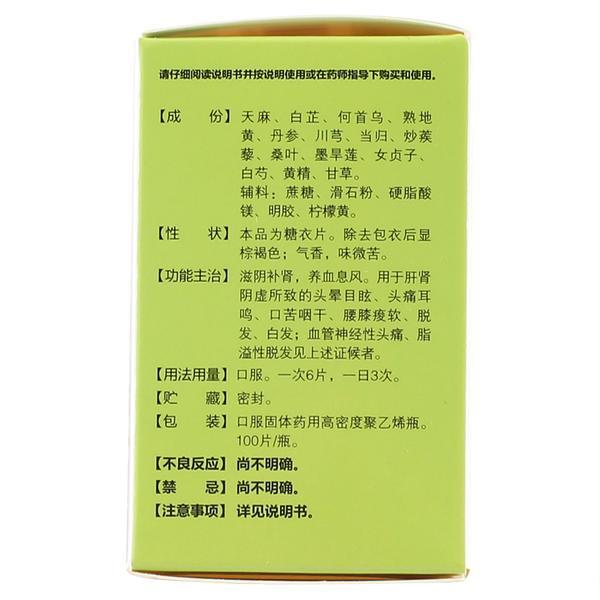 请仔细阅读说明书并按说明使用或在药师指导下购买和使用。
【成　份】天麻、白芷、何首乌、熟地
黄、丹参、川芎、当归、炒蒺
藜、桑叶、墨旱莲、女贞子、
白芍、黄精、甘草。
辅料：蔗糖、滑石粉、硬脂酸
镁、明胶、柠檬黄。
【性　状】本品为糖衣片。除去包衣后显
棕褐色；气香，味微苦。
【功能主治】滋阴补肾，养血息风。用于肝肾
阴虚所致的头晕目眩、头痛耳
鸣、口苦咽干、腰膝痠软、脱
发、白发；血管神经性头痛、脂
溢性脱发见上述证候者。
【用法用量】口服。一次6片，一日3次。
【贮　藏】密封。
【包　装】口服固体药用高密度聚乙烯瓶。
100片/瓶。
【不良反应】尚不明确。
【禁　忌】尚不明确。
【注意事项】详见说明书。